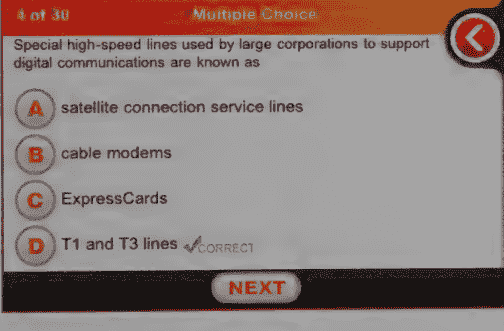 4 of 30 Multiple Choice
Special high-speed lines used by large corporations to support
digital communications are known as
A satellite connection service lines
B cable modems
C ExpressCards
D T1 and T3 lines CORRECT
NEXT